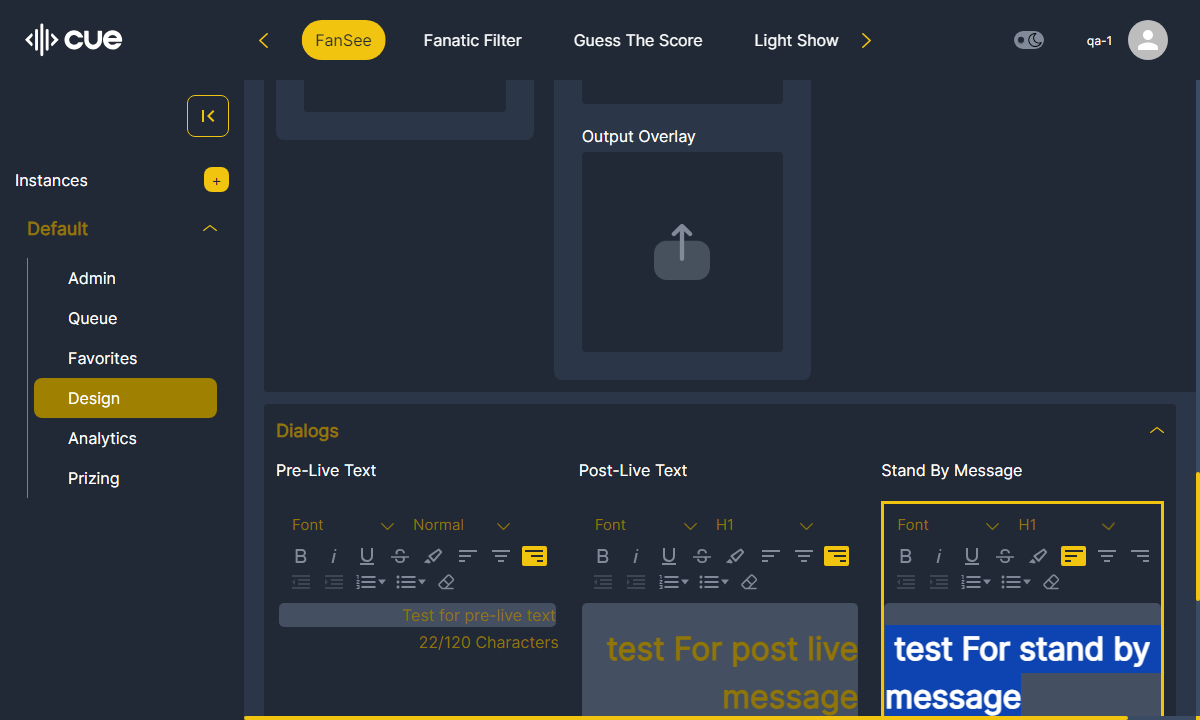 cue
FanSee
Fanatic Filter
Guess The Score
Light Show
qa-1
Instances
+
Default
Admin
Queue
Favorites
Design
Analytics
Prizing
Output Overlay
Dialogs
Pre-Live Text
Post-Live Text
Stand By Message
Font
Normal
Font
H1
Font
H1
Test for pre-live text
22/120 Characters
test For post live
message
test For stand by
message